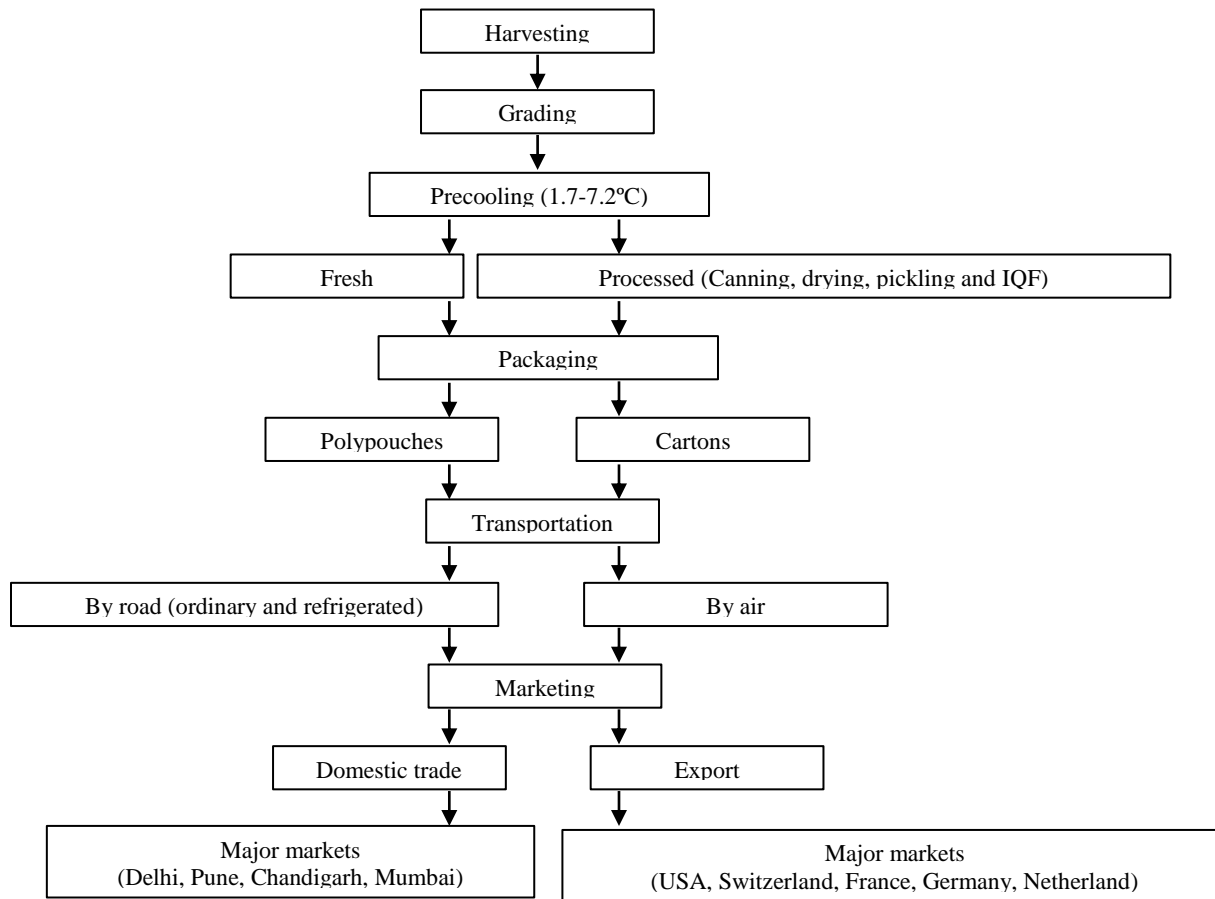 Harvesting
Grading
Precooling (1.7-7.2ºC)
Fresh
Processed (Canning, drying, pickling and IQF)
Packaging
Polypouches
Cartons
Transportation
By road (ordinary and refrigerated)
By air
Marketing
Domestic trade
Export
Major markets
(Delhi, Pune, Chandigarh, Mumbai)
Major markets
(USA, Switzerland, France, Germany, Netherland)